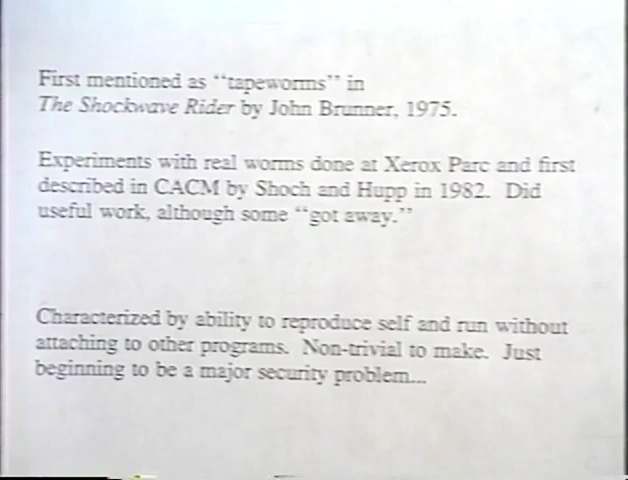 First mentioned as “tapeworms” in
The Shockwave Rider by John Brunner, 1975.
Experiments with real worms done at Xerox Parc and first
described in CACM by Shoch and Hupp in 1982. Did
useful work, although some “got away.”
Characterized by ability to reproduce self and run without
attaching to other programs. Non-trivial to make. Just
beginning to be a major security problem...